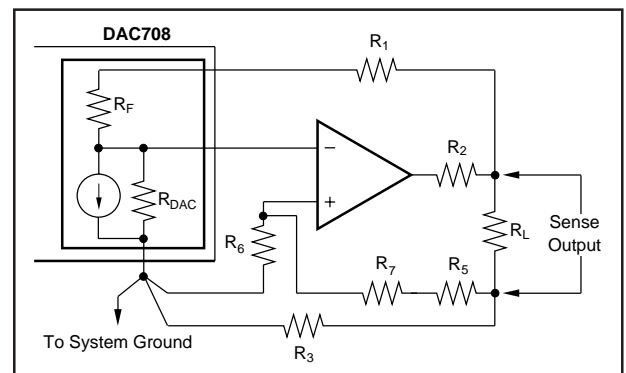 DAC708
R1
RF
R2
RDAC
R6
RL
Sense
Output
R7
R5
To System Ground
R3